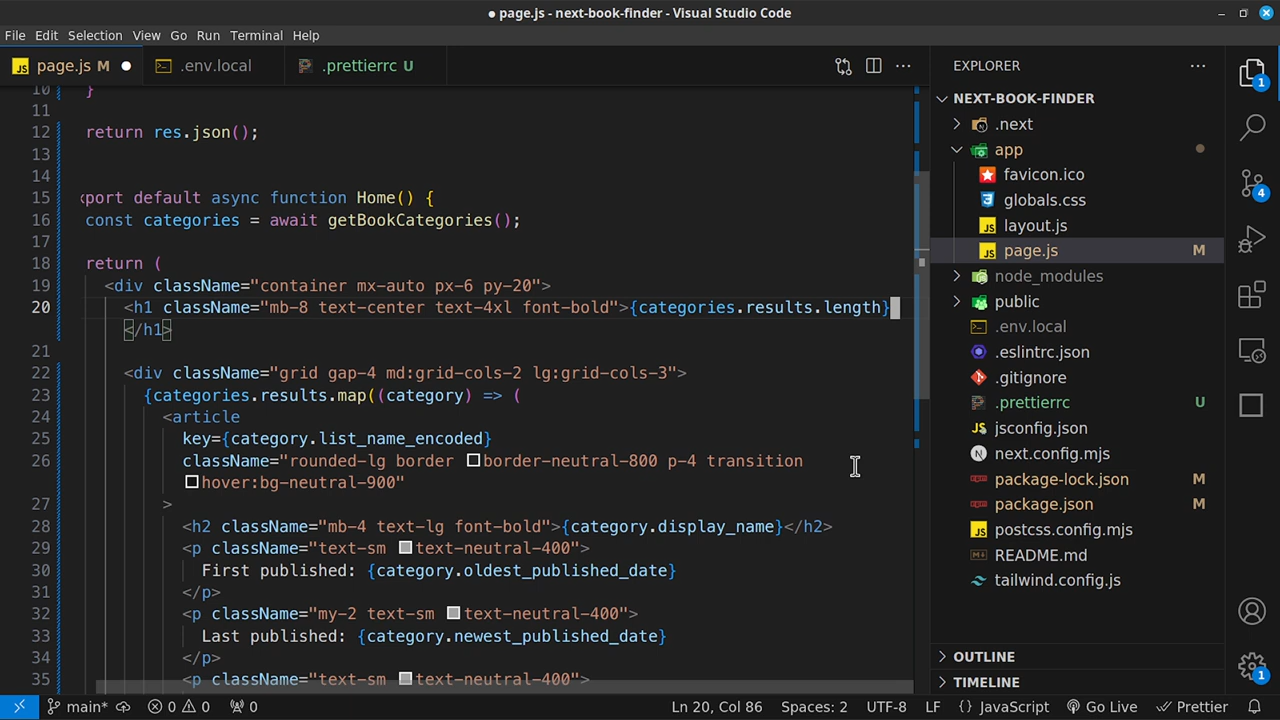 ● page.js - next-book-finder - Visual Studio Code
File Edit Selection View Go Run Terminal Help
JS page.js M ● .env.local .prettierrc U
10 }
11
12 return res.json();
13
14
15 port default async function Home() {
16 const categories = await getBookCategories();
17
18 return (
19 <div className="container mx-auto px-6 py-20">
20 <h1 className="mb-8 text-center text-4xl font-bold">{categories.results.length}
</h1>
21
22 <div className="grid gap-4 md:grid-cols-2 lg:grid-cols-3">
23 {categories.results.map((category) => (
24 <article
25 key={category.list_name_encoded}
26 className="rounded-lg border border-neutral-800 p-4 transition
hover:bg-neutral-900"
27 >
28 <h2 className="mb-4 text-lg font-bold">{category.display_name}</h2>
29 <p className="text-sm text-neutral-400">
30 First published: {category.oldest_published_date}
31 </p>
32 <p className="my-2 text-sm text-neutral-400">
33 Last published: {category.newest_published_date}
34 </p>
35 <p className="text-sm text-neutral-400">
EXPLORER
NEXT-BOOK-FINDER
.next
app
favicon.ico
globals.css
JS layout.js
JS page.js M
node_modules
public
.env.local
.eslintrc.json
.gitignore
.prettierrc U
JS jsconfig.json
N next.config.mjs
package-lock.json M
package.json M
JS postcss.config.mjs
README.md
tailwind.config.js
OUTLINE
TIMELINE
1
4
1
main* 0 0 0 Ln 20, Col 86 Spaces: 2 UTF-8 LF {} JavaScript Go Live Prettier